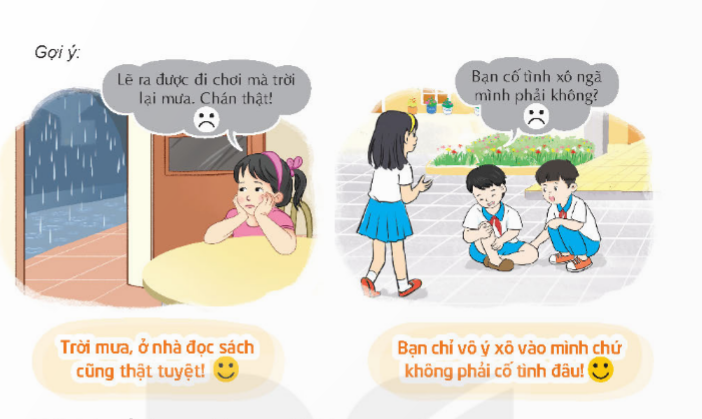 Gợi ý:
Lẽ ra được đi chơi mà trời
lại mưa. Chán thật!
Bạn cố tình xô ngã
mình phải không?
Trời mưa, ở nhà đọc sách
cũng thật tuyệt!
Bạn chỉ vô ý xô vào mình chứ
không phải cố tình đâu!